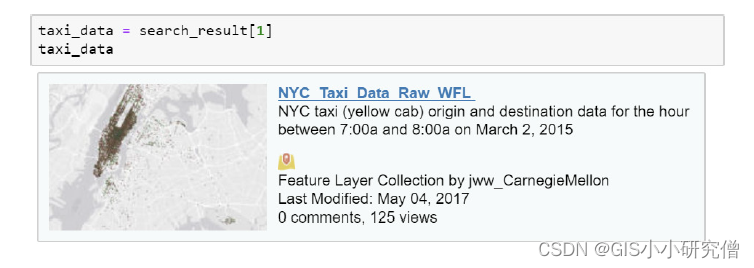 taxi_data = search_result[1]
taxi_data
NYC_Taxi_Data_Raw_WFL_
NYC taxi (yellow cab) origin and destination data for the hour
between 7:00a and 8:00a on March 2, 2015
Feature Layer Collection by jww_CarnegieMellon
Last Modified: May 04, 2017
0 comments, 125 views
CSDN @GIS小小研究僧